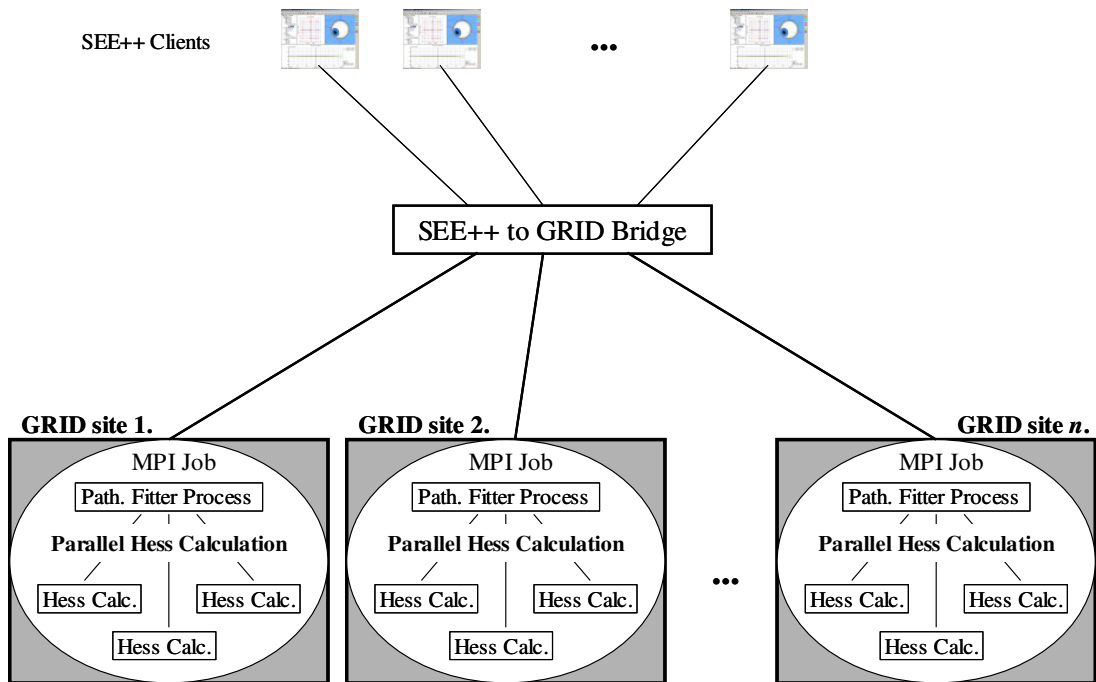 SEE++ Clients
...
SEE++ to GRID Bridge
GRID site 1.
MPI Job
Path. Fitter Process
Parallel Hess Calculation
Hess Calc.
Hess Calc.
Hess Calc.
GRID site 2.
MPI Job
Path. Fitter Process
Parallel Hess Calculation
Hess Calc.
Hess Calc.
Hess Calc.
...
GRID site n.
MPI Job
Path. Fitter Process
Parallel Hess Calculation
Hess Calc.
Hess Calc.
Hess Calc.